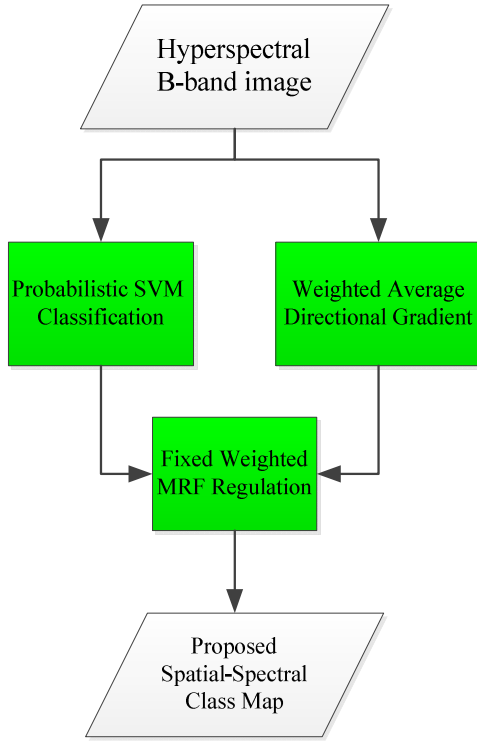 Hyperspectral
B-band image
Probabilistic SVM
Classification
Weighted Average
Directional Gradient
Fixed Weighted
MRF Regulation
Proposed
Spatial-Spectral
Class Map